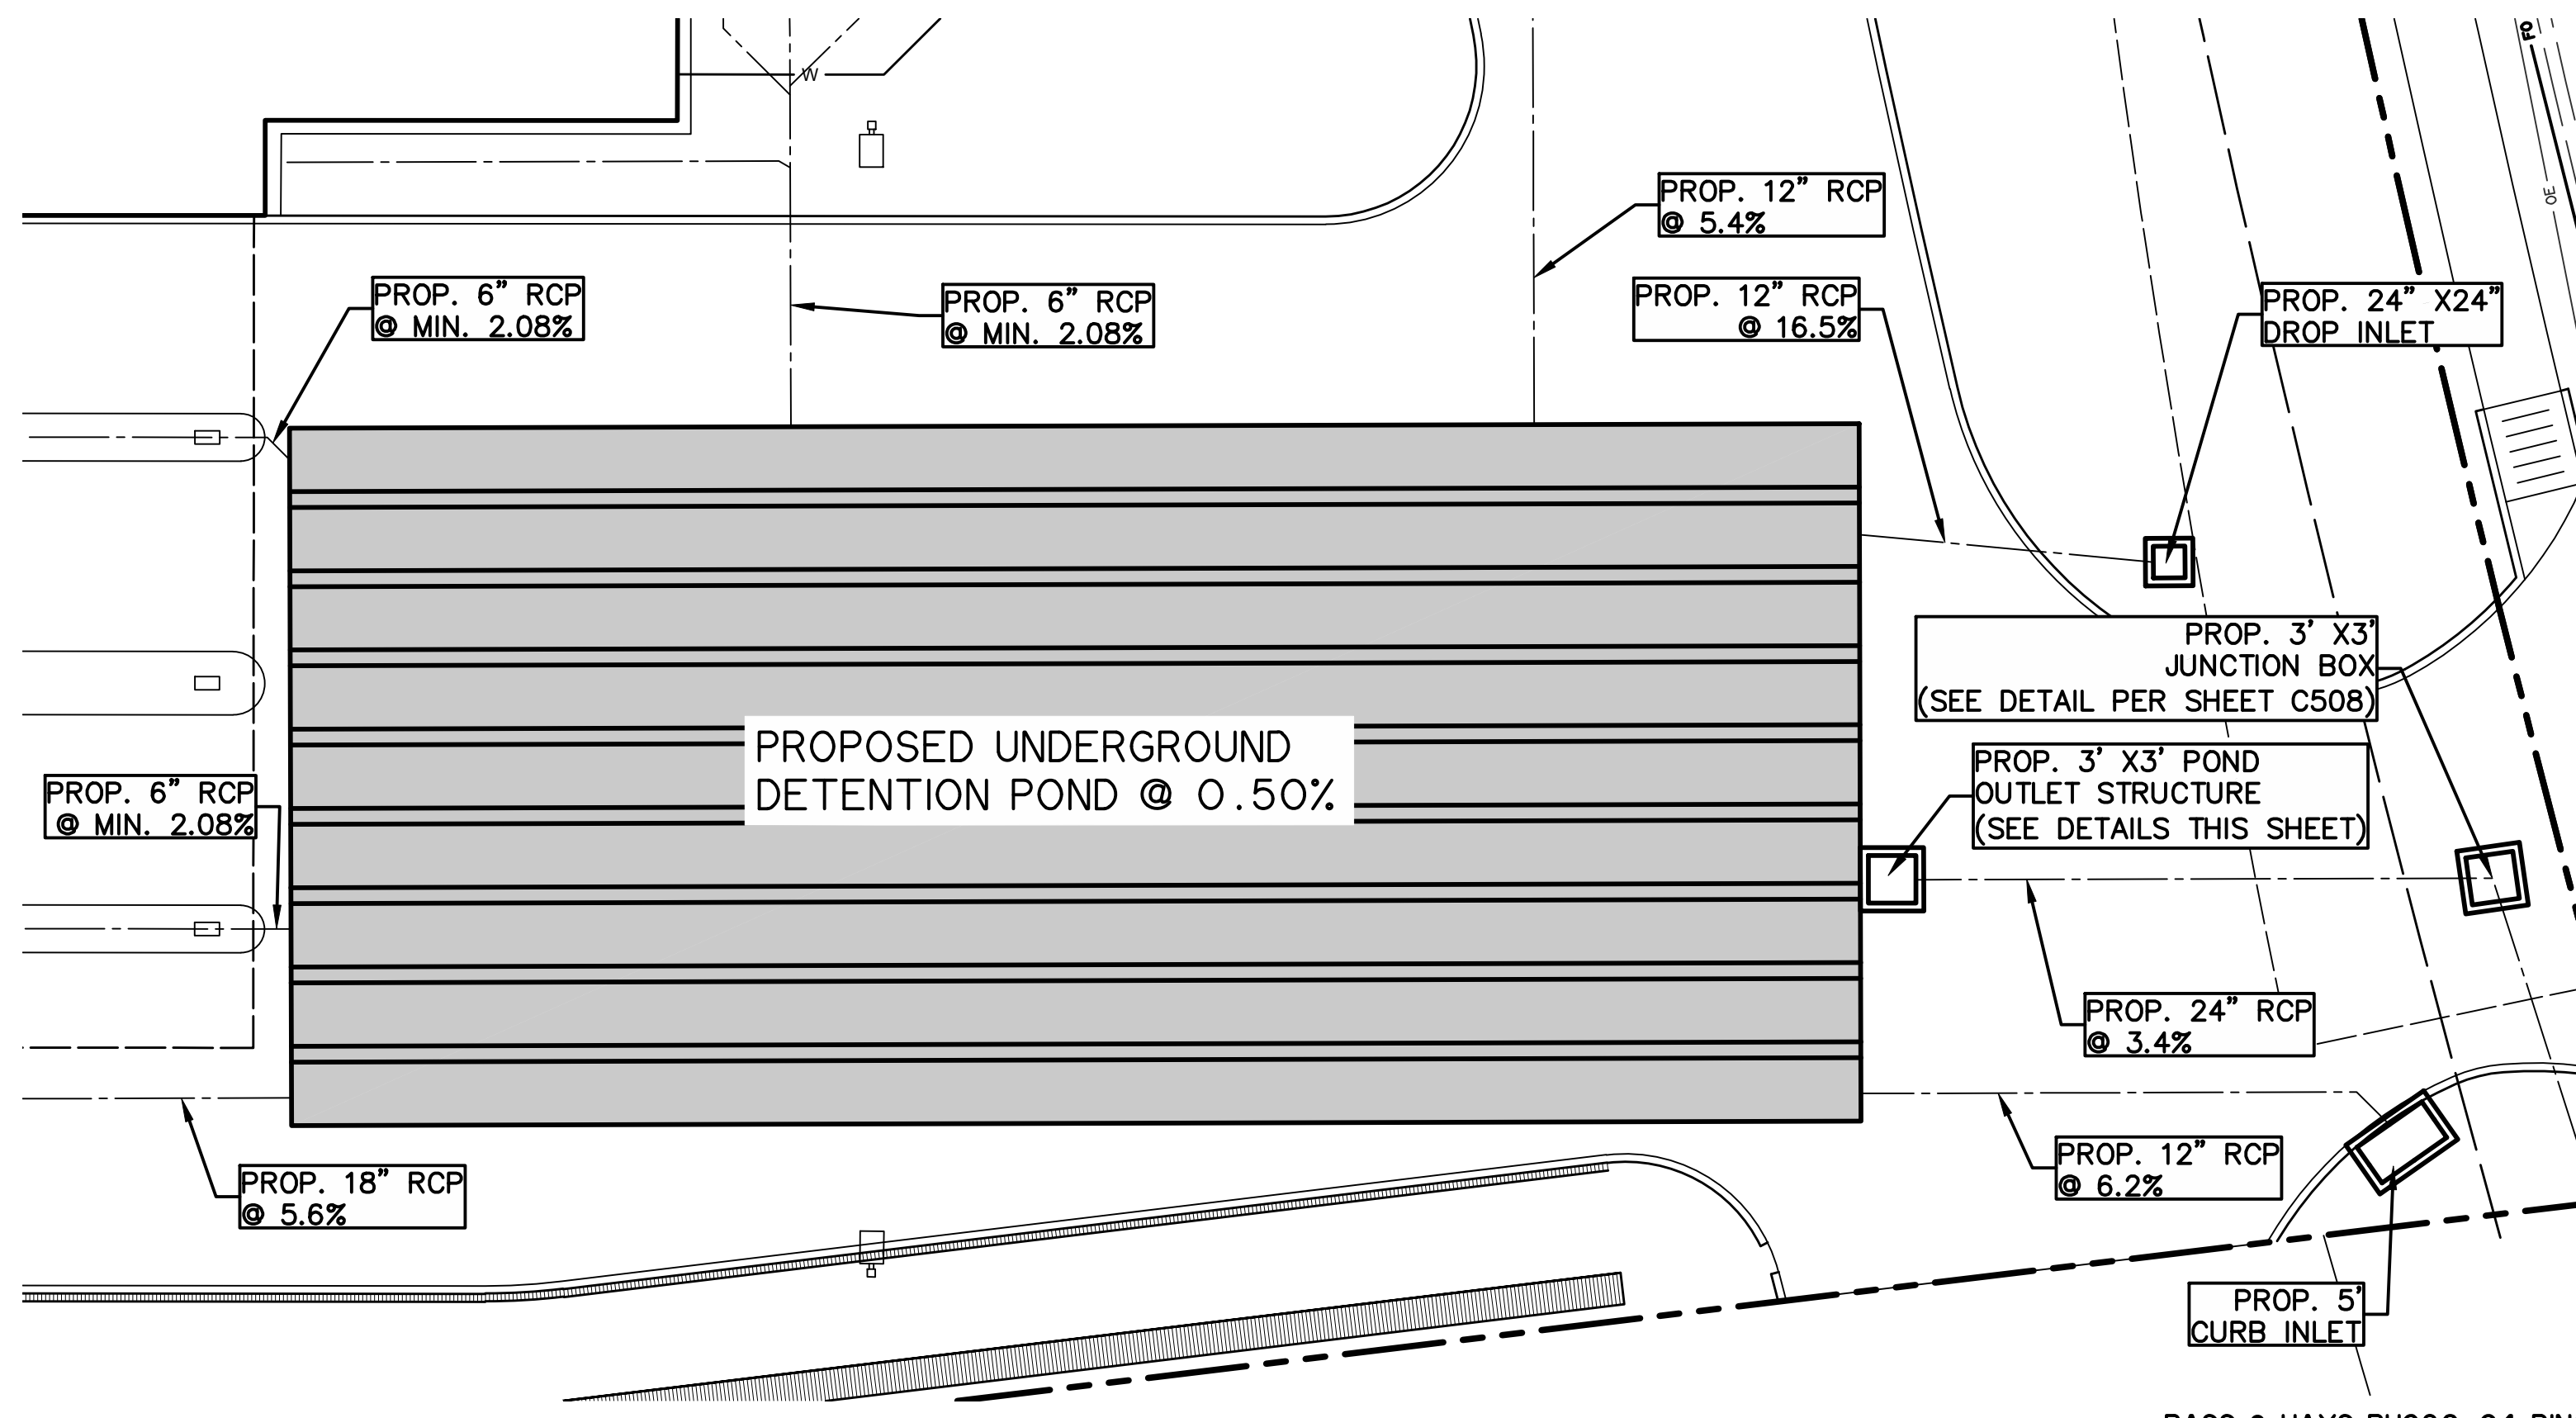 W
FO
OE
PROP. 12" RCP
@ 5.4%
PROP. 6" RCP
@ MIN. 2.08%
PROP. 6" RCP
@ MIN. 2.08%
PROP. 12" RCP
@ 16.5%
PROP. 24" X24"
DROP INLET
PROP. 3' X3'
JUNCTION BOX
(SEE DETAIL PER SHEET C508)
PROPOSED UNDERGROUND
DETENTION POND @ 0.50%
PROP. 3' X3' POND
OUTLET STRUCTURE
(SEE DETAILS THIS SHEET)
PROP. 6" RCP
@ MIN. 2.08%
PROP. 24" RCP
@ 3.4%
PROP. 12" RCP
@ 6.2%
PROP. 18" RCP
@ 5.6%
PROP. 5'
CURB INLET